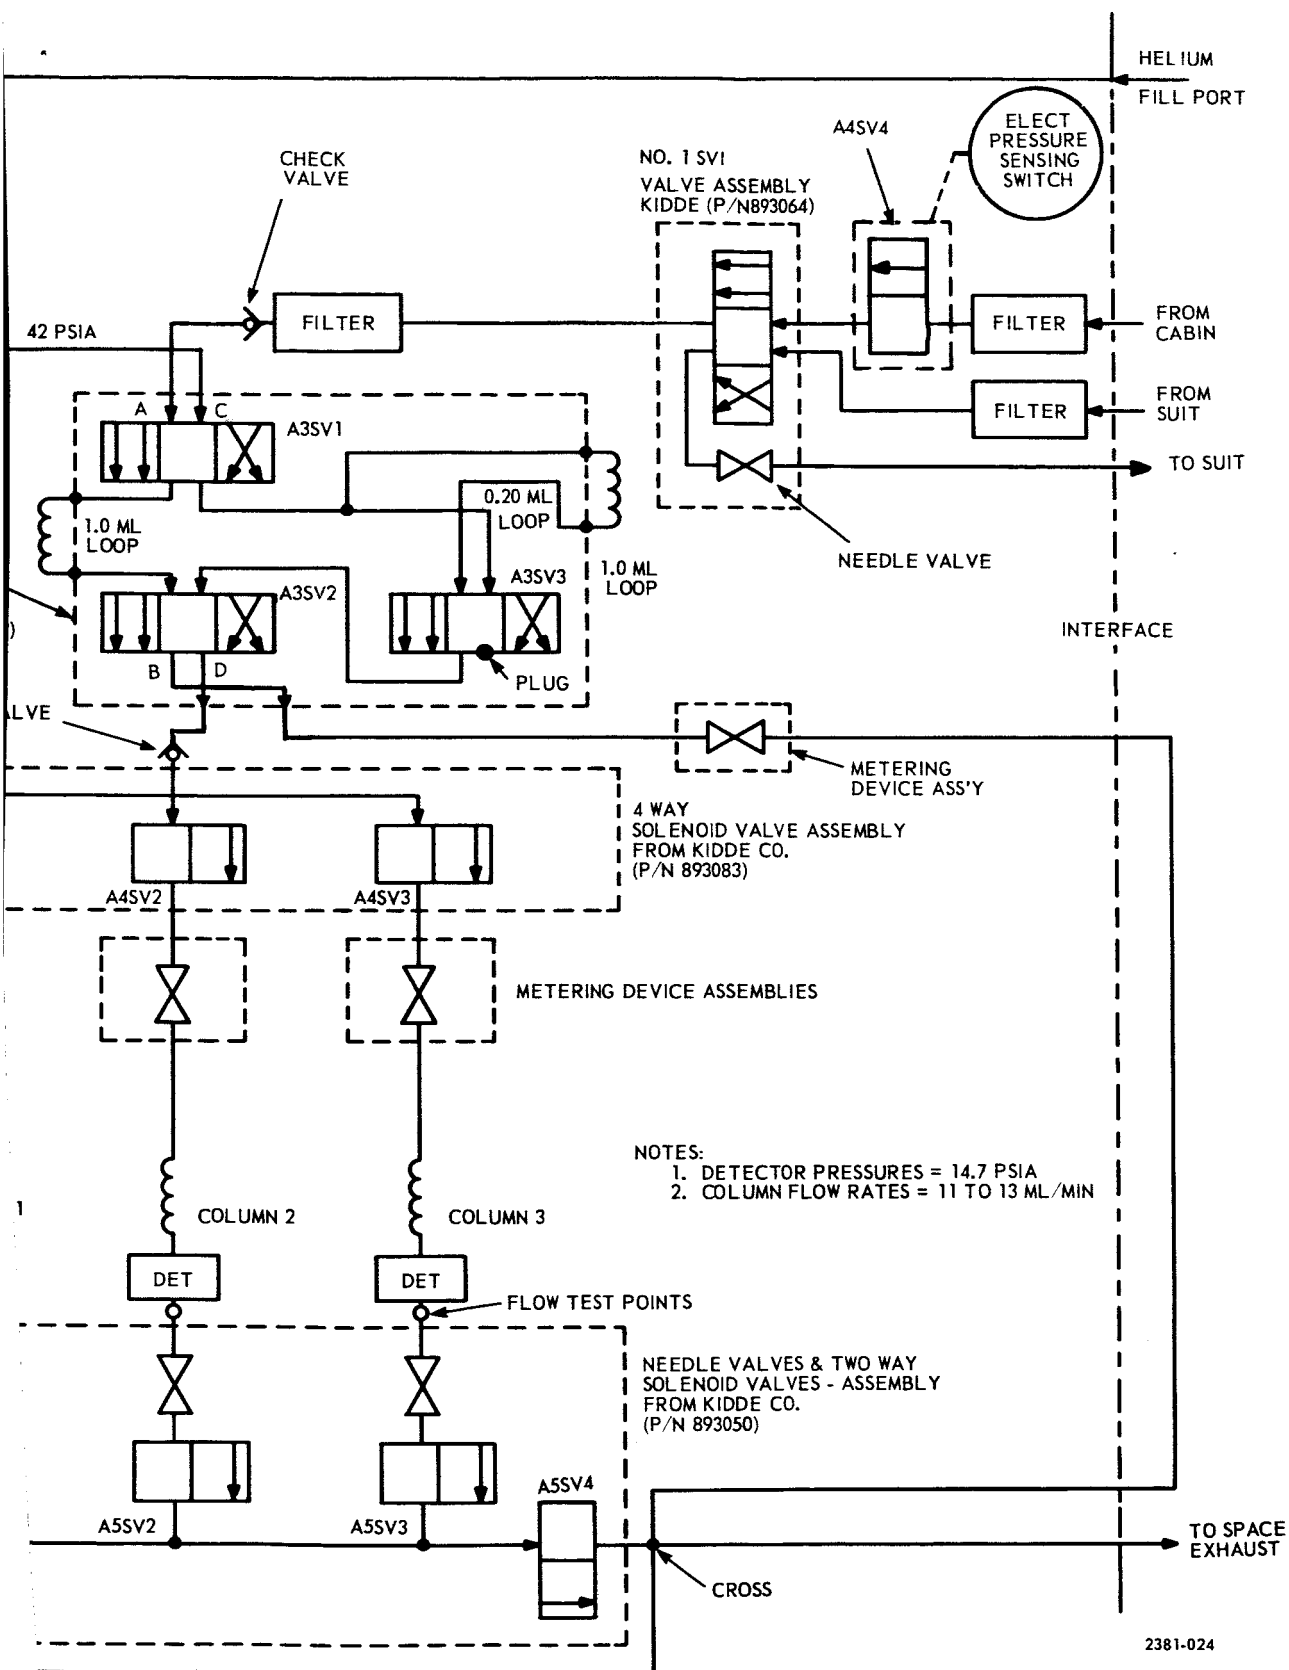 HELIUM
FILL PORT
ELECT
PRESSURE
SENSING
SWITCH
A4SV4
CHECK
VALVE
NO. 1 SVI
VALVE ASSEMBLY
KIDDE (P/N893064)
42 PSIA
FILTER
FILTER
FROM
CABIN
FILTER
FROM
SUIT
A
C
A3SV1
TO SUIT
1.0 ML
LOOP
0.20 ML
LOOP
NEEDLE VALVE
1.0 ML
LOOP
A3SV2
A3SV3
)
INTERFACE
B
D
PLUG
ALVE
METERING
DEVICE ASS'Y
4 WAY
SOLENOID VALVE ASSEMBLY
FROM KIDDE CO.
(P/N 893083)
A4SV2
A4SV3
METERING DEVICE ASSEMBLIES
NOTES:
1. DETECTOR PRESSURES = 14.7 PSIA
2. COLUMN FLOW RATES = 11 TO 13 ML/MIN
1
COLUMN 2
COLUMN 3
DET
DET
FLOW TEST POINTS
NEEDLE VALVES & TWO WAY
SOLENOID VALVES - ASSEMBLY
FROM KIDDE CO.
(P/N 893050)
A5SV4
A5SV2
A5SV3
TO SPACE
EXHAUST
CROSS
2381-024